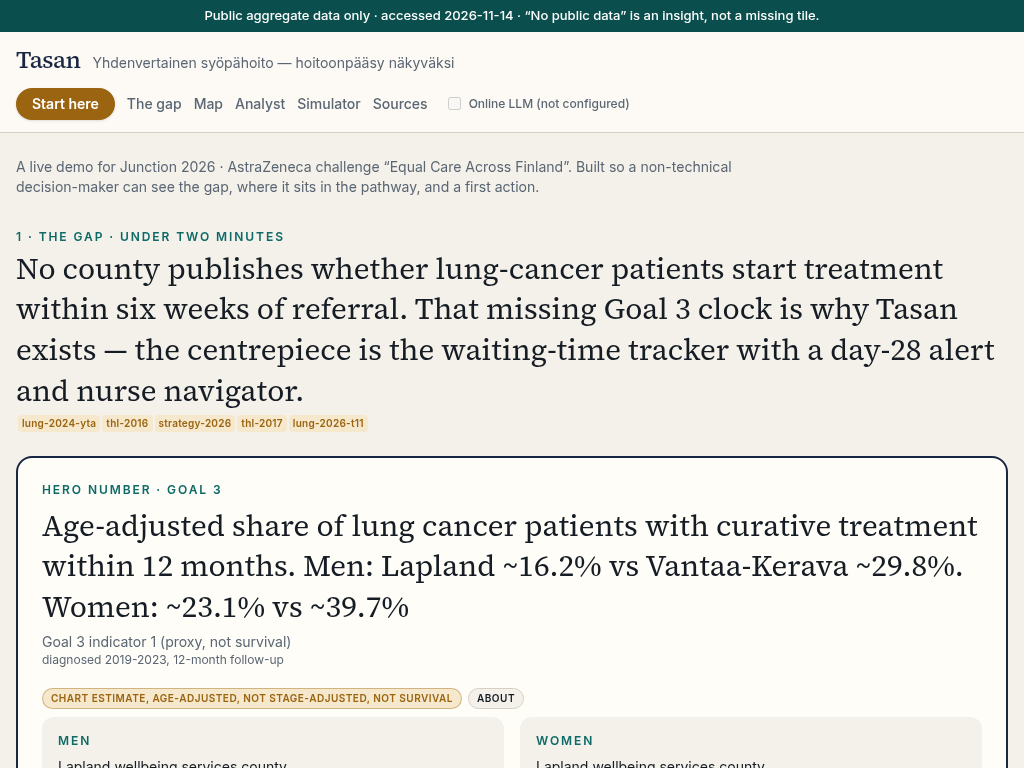 Public aggregate data only · accessed 2026-11-14 · “No public data” is an insight, not a missing tile.
Tasan Yhdenvertainen syöpähoito — hoitoonpääsy näkyväksi
Start here The gap Map Analyst Simulator Sources Online LLM (not configured)
A live demo for Junction 2026 · AstraZeneca challenge “Equal Care Across Finland”. Built so a non-technical
decision-maker can see the gap, where it sits in the pathway, and a first action.
1 · THE GAP · UNDER TWO MINUTES
No county publishes whether lung-cancer patients start treatment
within six weeks of referral. That missing Goal 3 clock is why Tasan
exists — the centrepiece is the waiting-time tracker with a day-28 alert
and nurse navigator.
lung-2024-yta thl-2016 strategy-2026 thl-2017 lung-2026-t11
HERO NUMBER · GOAL 3
Age-adjusted share of lung cancer patients with curative treatment
within 12 months. Men: Lapland ~16.2% vs Vantaa-Kerava ~29.8%.
Women: ~23.1% vs ~39.7%
Goal 3 indicator 1 (proxy, not survival)
diagnosed 2019-2023, 12-month follow-up
CHART ESTIMATE, AGE-ADJUSTED, NOT STAGE-ADJUSTED, NOT SURVIVAL ABOUT
MEN WOMEN
Lapland wellbeing services county Lapland wellbeing services county